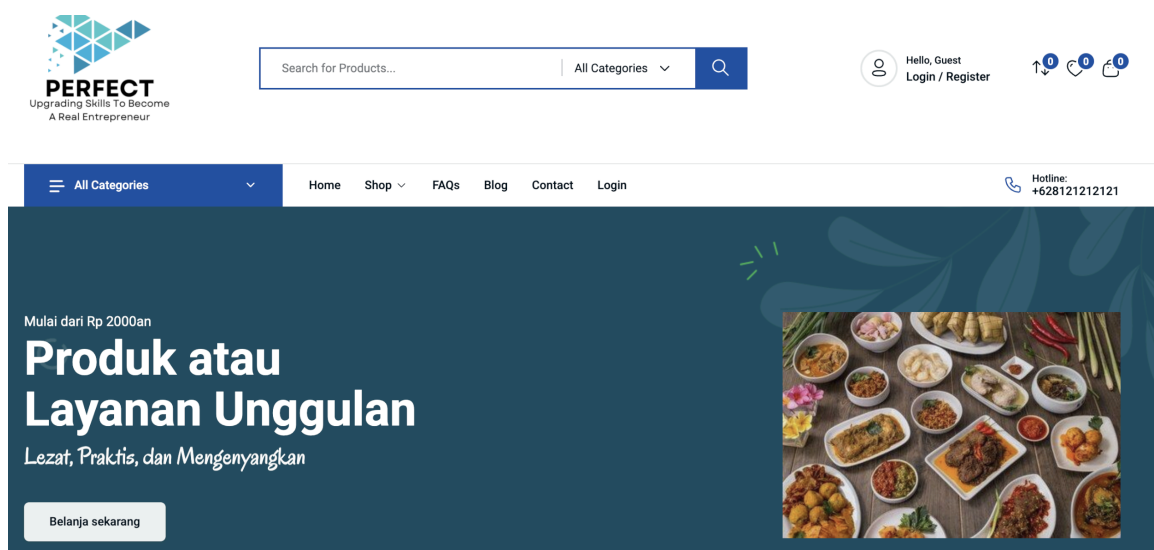 PERFECT
Upgrading Skills To Become
A Real Entrepreneur
Search for Products...
All Categories
Hello, Guest
Login / Register
0
0
0
All Categories
Home
Shop
FAQs
Blog
Contact
Login
Hotline:
+628121212121
Mulai dari Rp 2000an
Produk atau
Layanan Unggulan
Lezat, Praktis, dan Mengenyangkan
Belanja sekarang